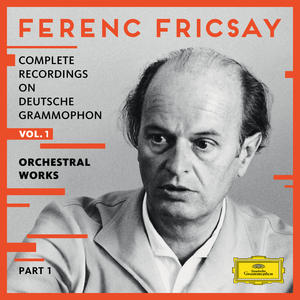 FERENC FRICSAY
COMPLETE
RECORDINGS
ON
DEUTSCHE
GRAMMOPHON
VOL. 1
ORCHESTRAL
WORKS
PART 1
Deutsche
Grammophon